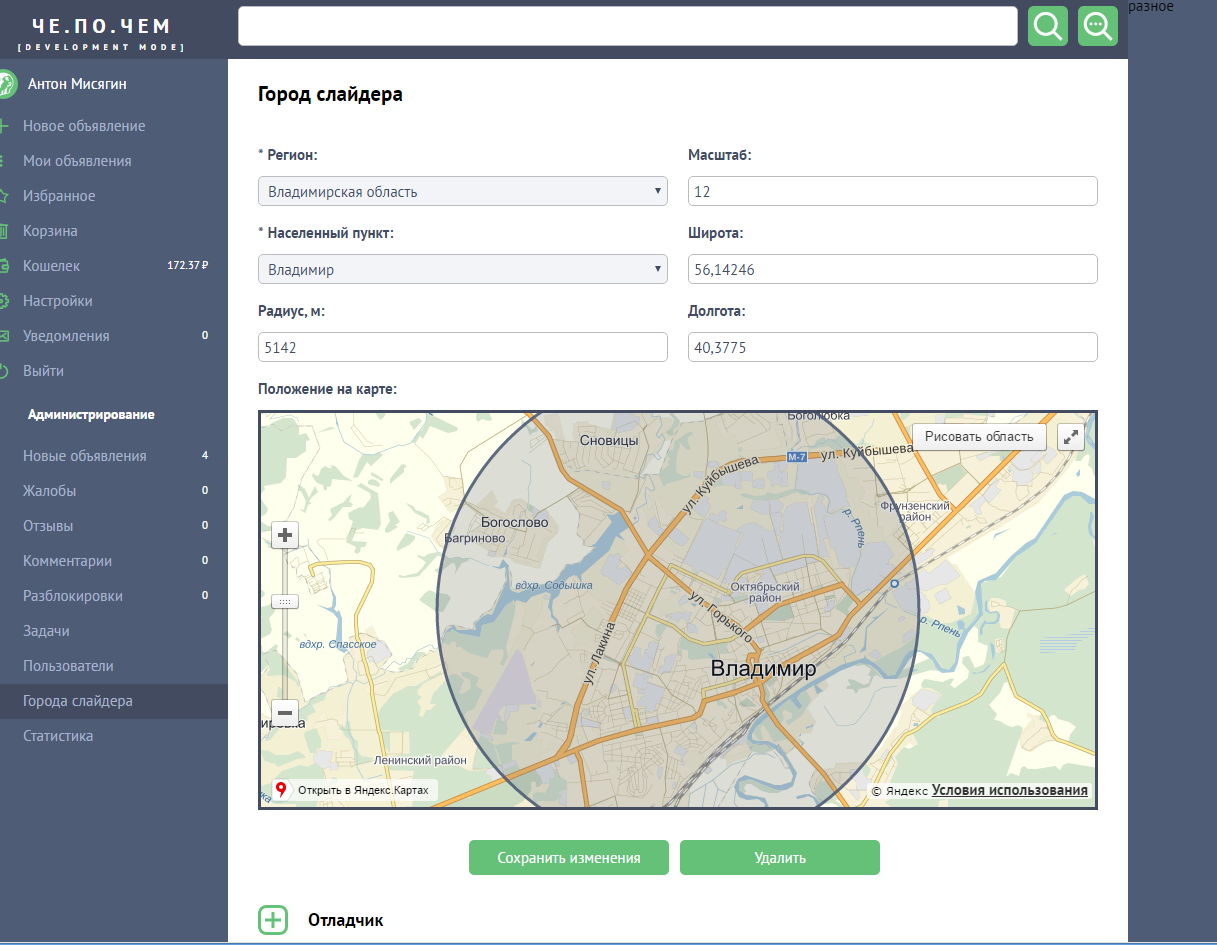 ЧЕ.ПО.ЧЕМ
[DEVELOPMENT MODE]
разное
Антон Мисягин
Новое объявление
Мои объявления
Избранное
Корзина
Кошелек 172.37 ₽
Настройки
Уведомления 0
Выйти
Администрирование
Новые объявления 4
Жалобы 0
Отзывы 0
Комментарии 0
Разблокировки 0
Задачи
Пользователи
Города слайдера
Статистика
Город слайдера
* Регион:
Владимирская область
Масштаб:
12
* Населенный пункт:
Владимир
Широта:
56,14246
Радиус, м:
5142
Долгота:
40,3775
Положение на карте:
Боголюбка
Сновицы
Рисовать область
ул. Куйбышева
М-7
ул. Куйбышева
Фрунзенский
район
р. Рпень
Богослово
Багриново
вдхр. Содышка
Октябрьский
район
ул. Горького
р. Рпень
ул. Лакина
вдхр. Спасское
Владимир
Ленинский район
Открыть в Яндекс.Картах
© Яндекс Условия использования
Сохранить изменения
Удалить
Отладчик